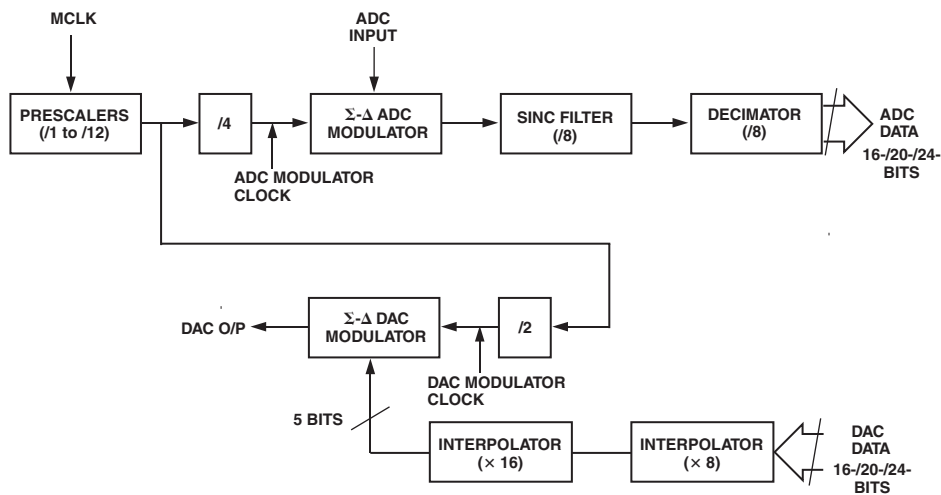 MCLK
ADC
INPUT
PRESCALERS
(/1 to /12)
/4
Σ-Δ ADC
MODULATOR
SINC FILTER
(/8)
DECIMATOR
(/8)
ADC
DATA
16-/20-/24-
BITS
ADC MODULATOR
CLOCK
DAC O/P
Σ-Δ DAC
MODULATOR
/2
DAC MODULATOR
CLOCK
5 BITS
INTERPOLATOR
(× 16)
INTERPOLATOR
(× 8)
DAC
DATA
16-/20-/24-
BITS